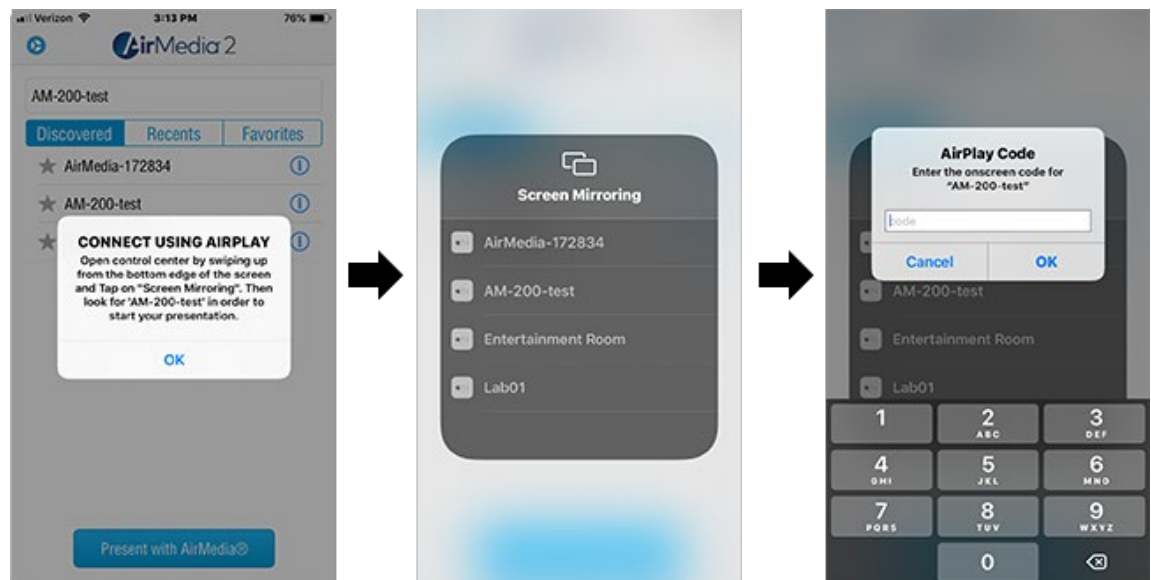 Verizon 3:13 PM 76%
AirMedia 2
AM-200-test
Discovered Recents Favorites
AirMedia-172834
AM-200-test
CONNECT USING AIRPLAY
Open control center by swiping up
from the bottom edge of the screen
and Tap on "Screen Mirroring". Then
look for 'AM-200-test' in order to
start your presentation.
OK
Present with AirMedia®
Screen Mirroring
AirMedia-172834
AM-200-test
Entertainment Room
Lab01
AirPlay Code
Enter the onscreen code for
"AM-200-test"
code
Cancel OK
AM-200-test
Entertainment Room
Lab01
1 2 3
ABC DEF
4 5 6
GHI JKL MNO
7 8 9
PQRS TUV WXYZ
0